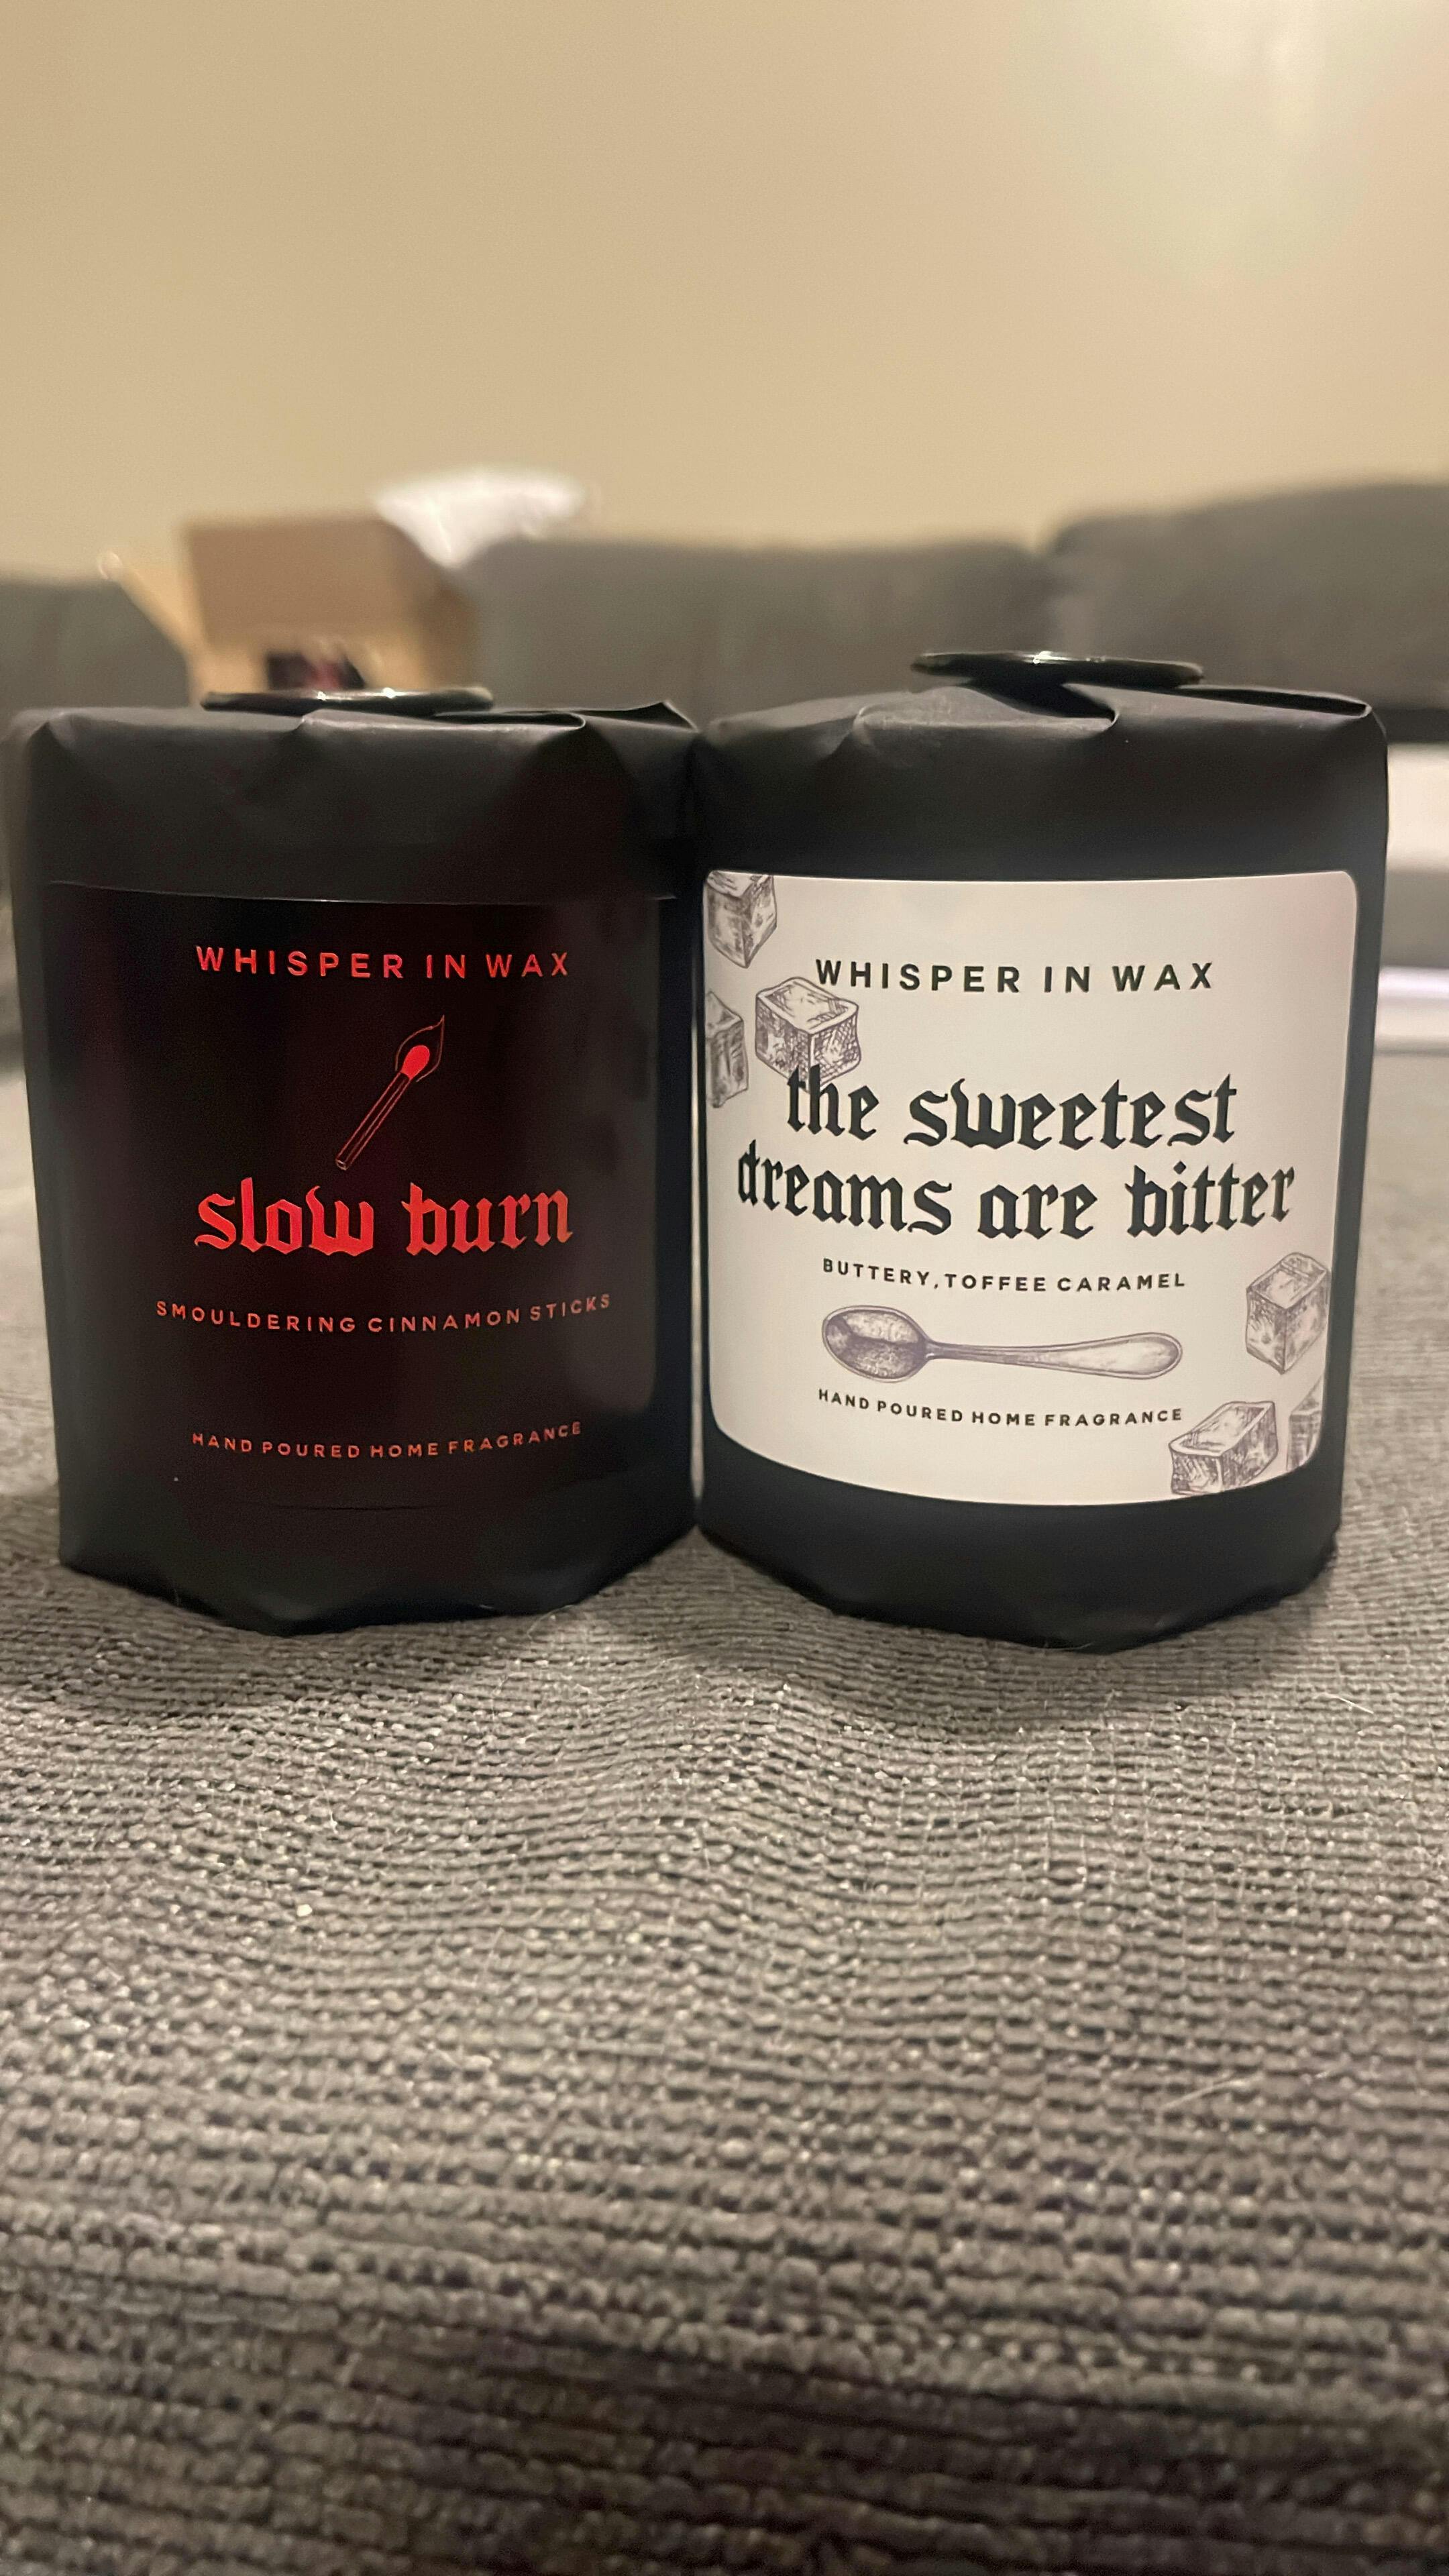 WHISPER IN WAX
slow burn
SMOULDERING CINNAMON STICKS
HAND POURED HOME FRAGRANCE
WHISPER IN WAX
the sweetest
dreams are bitter
BUTTERY,TOFFEE CARAMEL
HAND POURED HOME FRAGRANCE